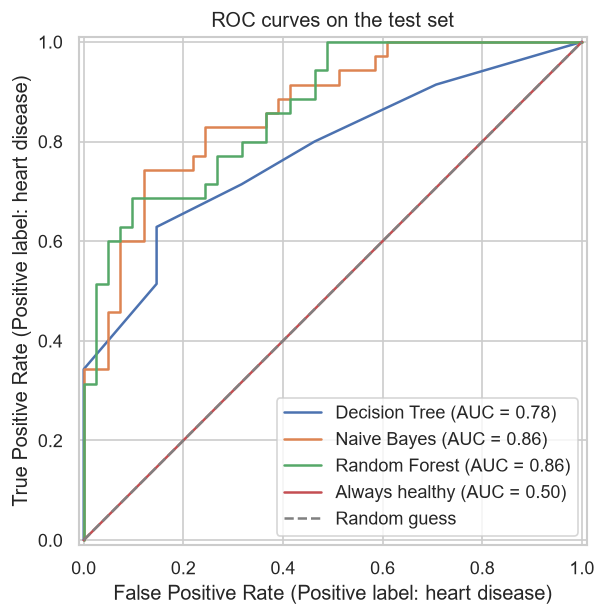 ROC curves on the test set
True Positive Rate (Positive label: heart disease)
1.0
0.8
0.6
0.4
0.2
0.0
Decision Tree (AUC = 0.78)
Naive Bayes (AUC = 0.86)
Random Forest (AUC = 0.86)
Always healthy (AUC = 0.50)
Random guess
0.0 0.2 0.4 0.6 0.8 1.0
False Positive Rate (Positive label: heart disease)